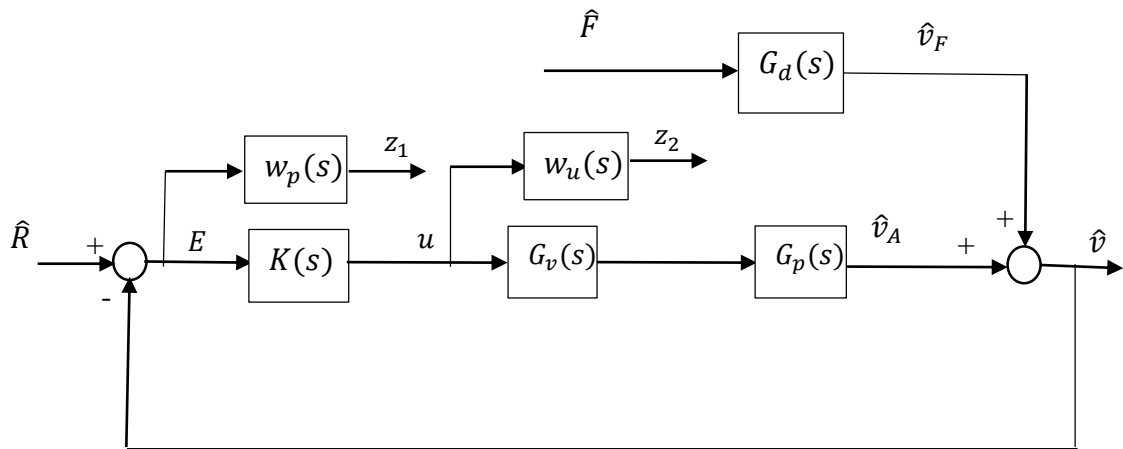 F̂
G_d(s)
v̂_F
w_p(s)
z_1
w_u(s)
z_2
R̂
+
E
K(s)
u
G_v(s)
G_p(s)
v̂_A
+
+
v̂
-